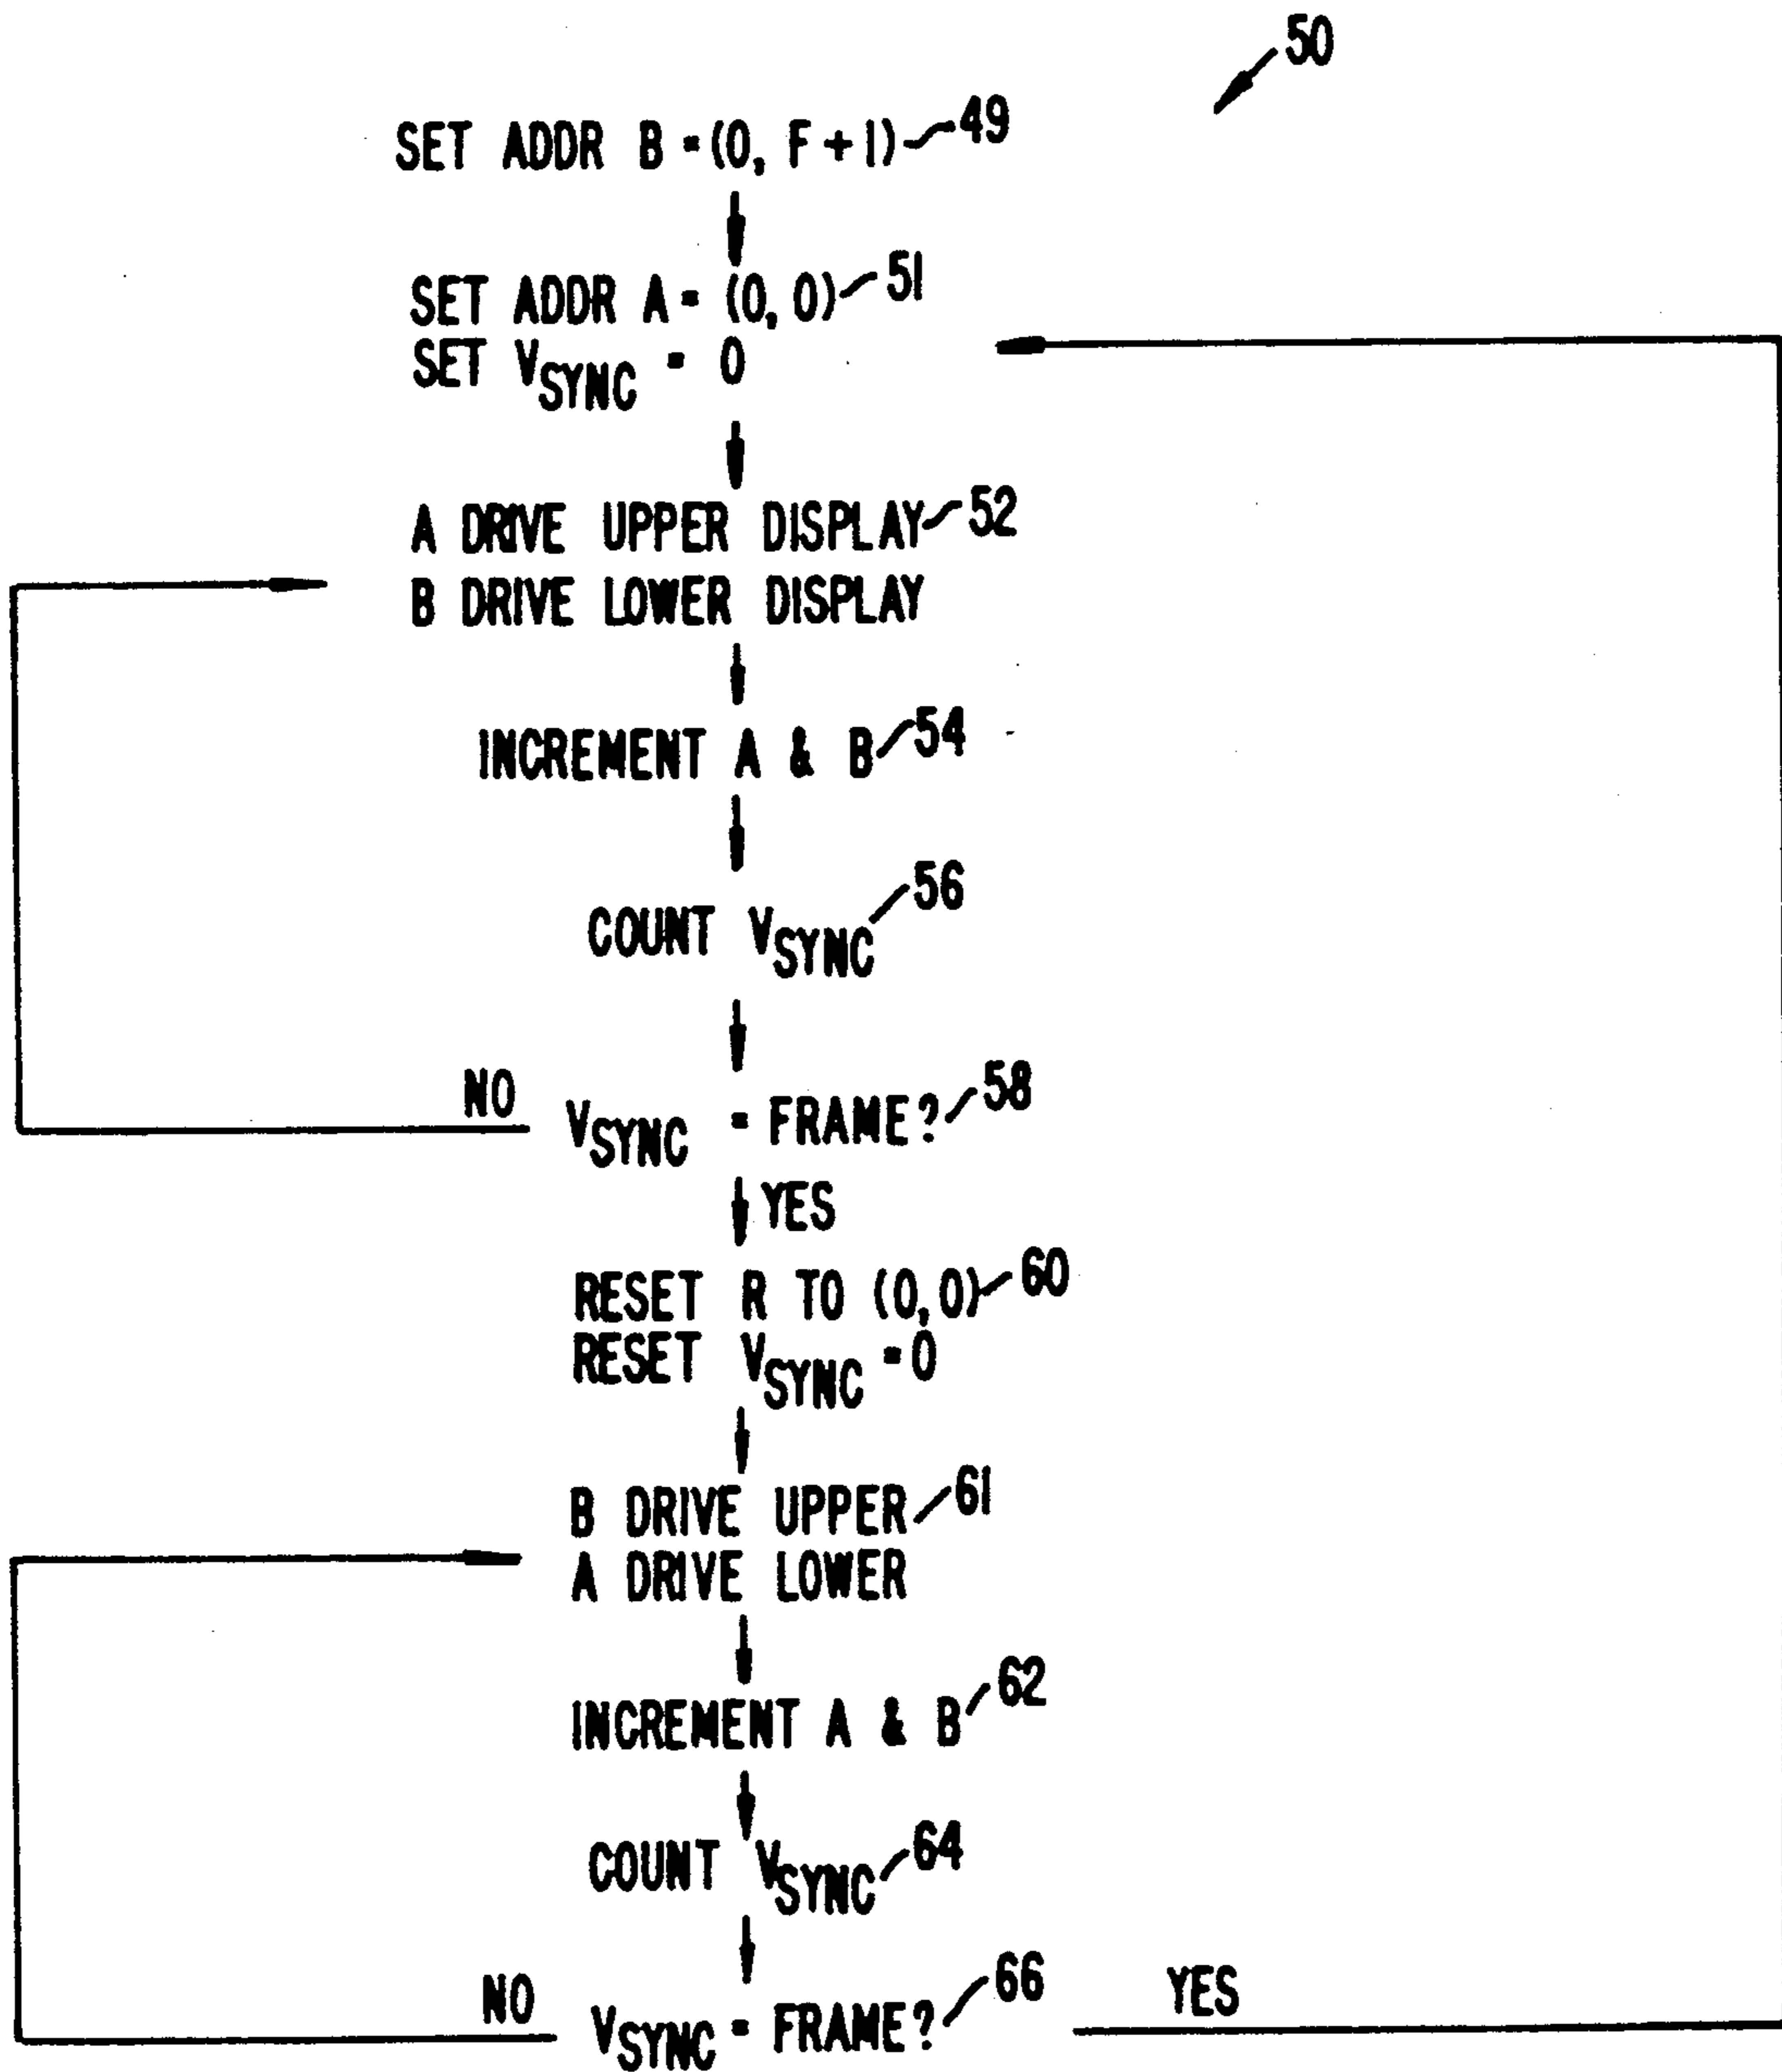 50
SET ADDR B = (0, F + 1) 49
SET ADDR A = (0, 0) 51
SET VSYNC = 0
A DRIVE UPPER DISPLAY 52
B DRIVE LOWER DISPLAY
INCREMENT A & B 54
COUNT VSYNC 56
NO VSYNC = FRAME? 58
YES
RESET R TO (0,0) 60
RESET VSYNC = 0
B DRIVE UPPER 61
A DRIVE LOWER
INCREMENT A & B 62
COUNT VSYNC 64
NO VSYNC = FRAME? 66 YES